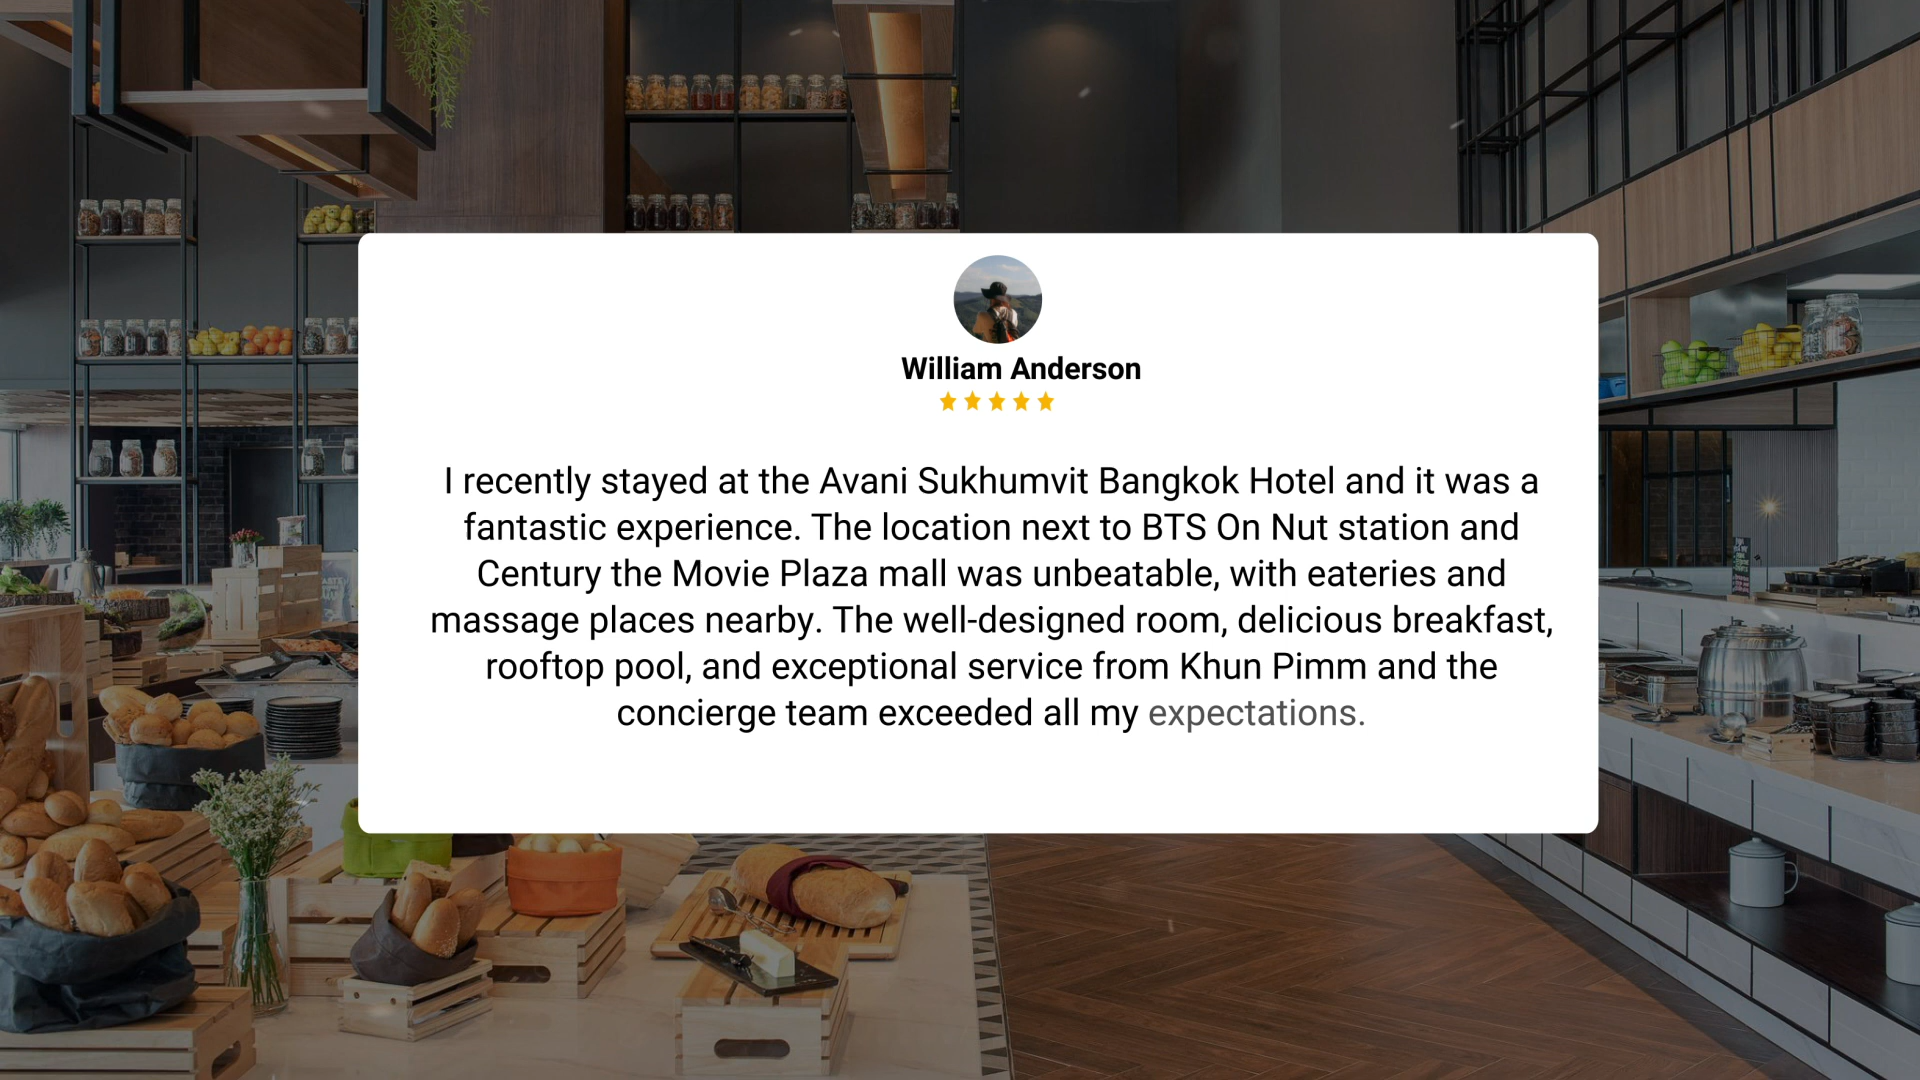 William Anderson
I recently stayed at the Avani Sukhumvit Bangkok Hotel and it was a
fantastic experience. The location next to BTS On Nut station and
Century the Movie Plaza mall was unbeatable, with eateries and
massage places nearby. The well-designed room, delicious breakfast,
rooftop pool, and exceptional service from Khun Pimm and the
concierge team exceeded all my expectations.